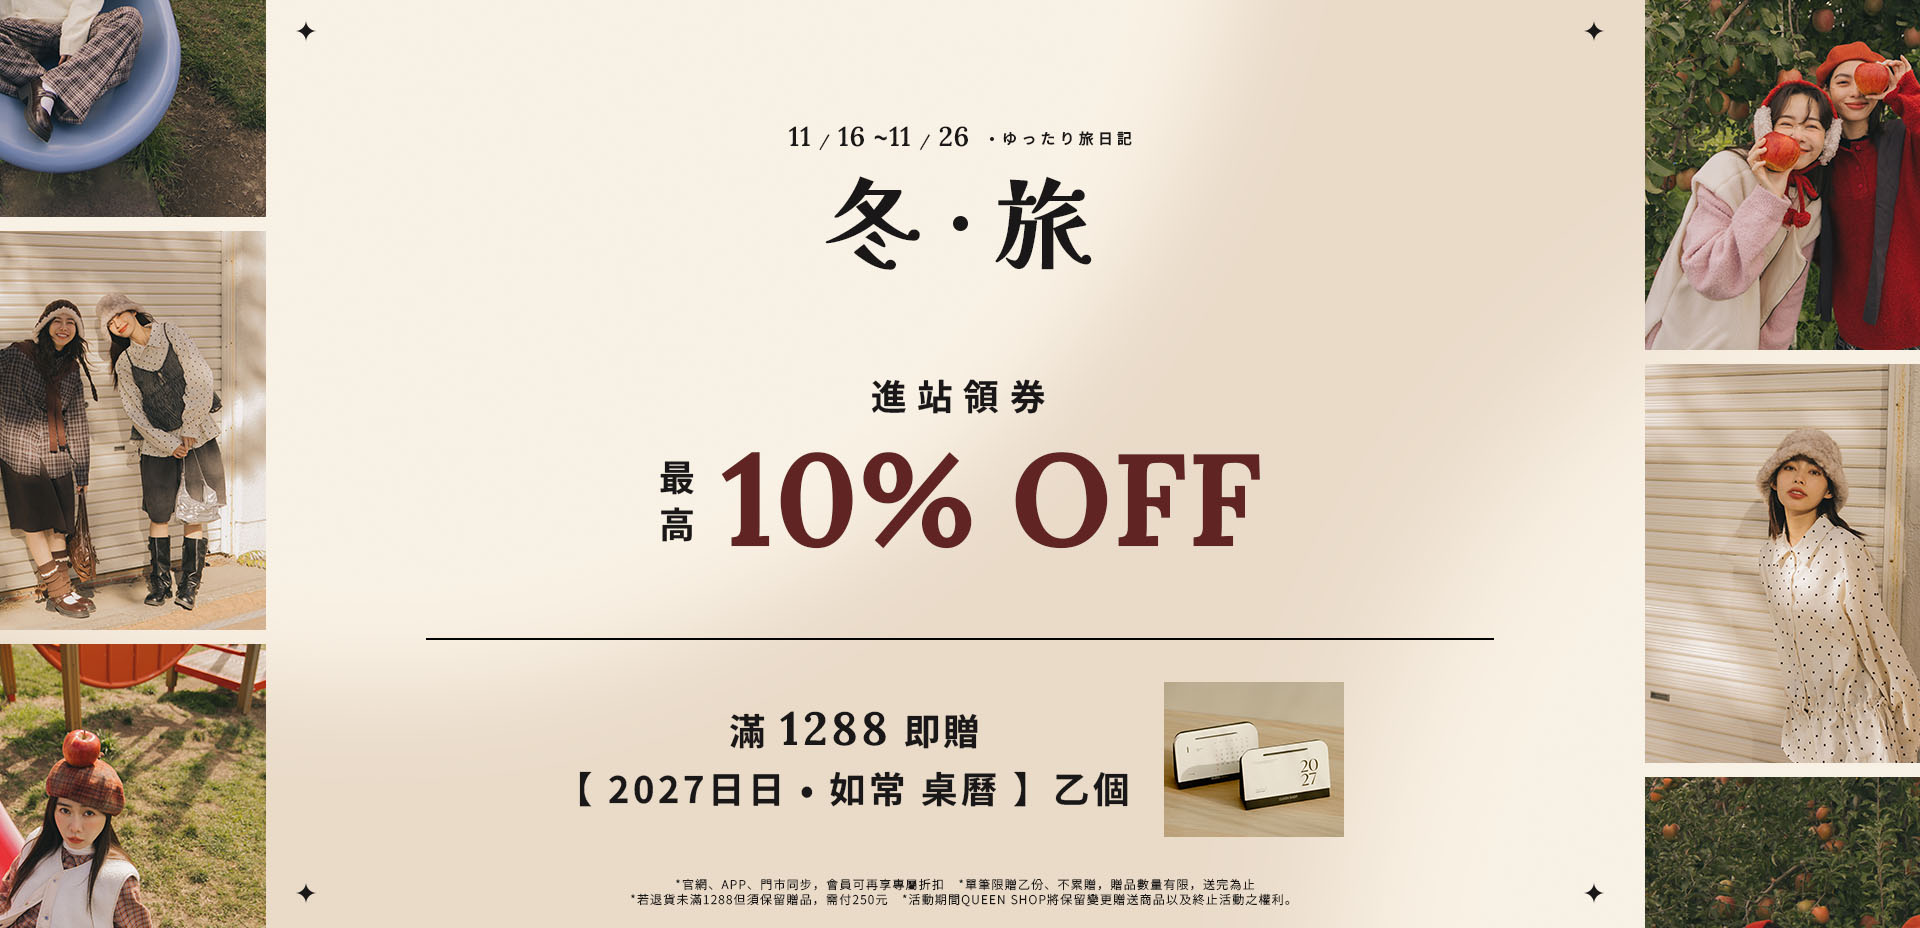 11 / 16 ~11 / 26 ・ゆったり旅日記
冬・旅
進站領券
最高 10% OFF
滿 1288 即贈
【 2027日日 • 如常 桌曆 】乙個
20
27
*官網、APP、門市同步，會員可再享專屬折扣 *單筆限贈乙份、不累贈，贈品數量有限，送完為止
*若退貨未滿1288但須保留贈品，需付250元 *活動期間QUEEN SHOP將保留變更贈送商品以及終止活動之權利。